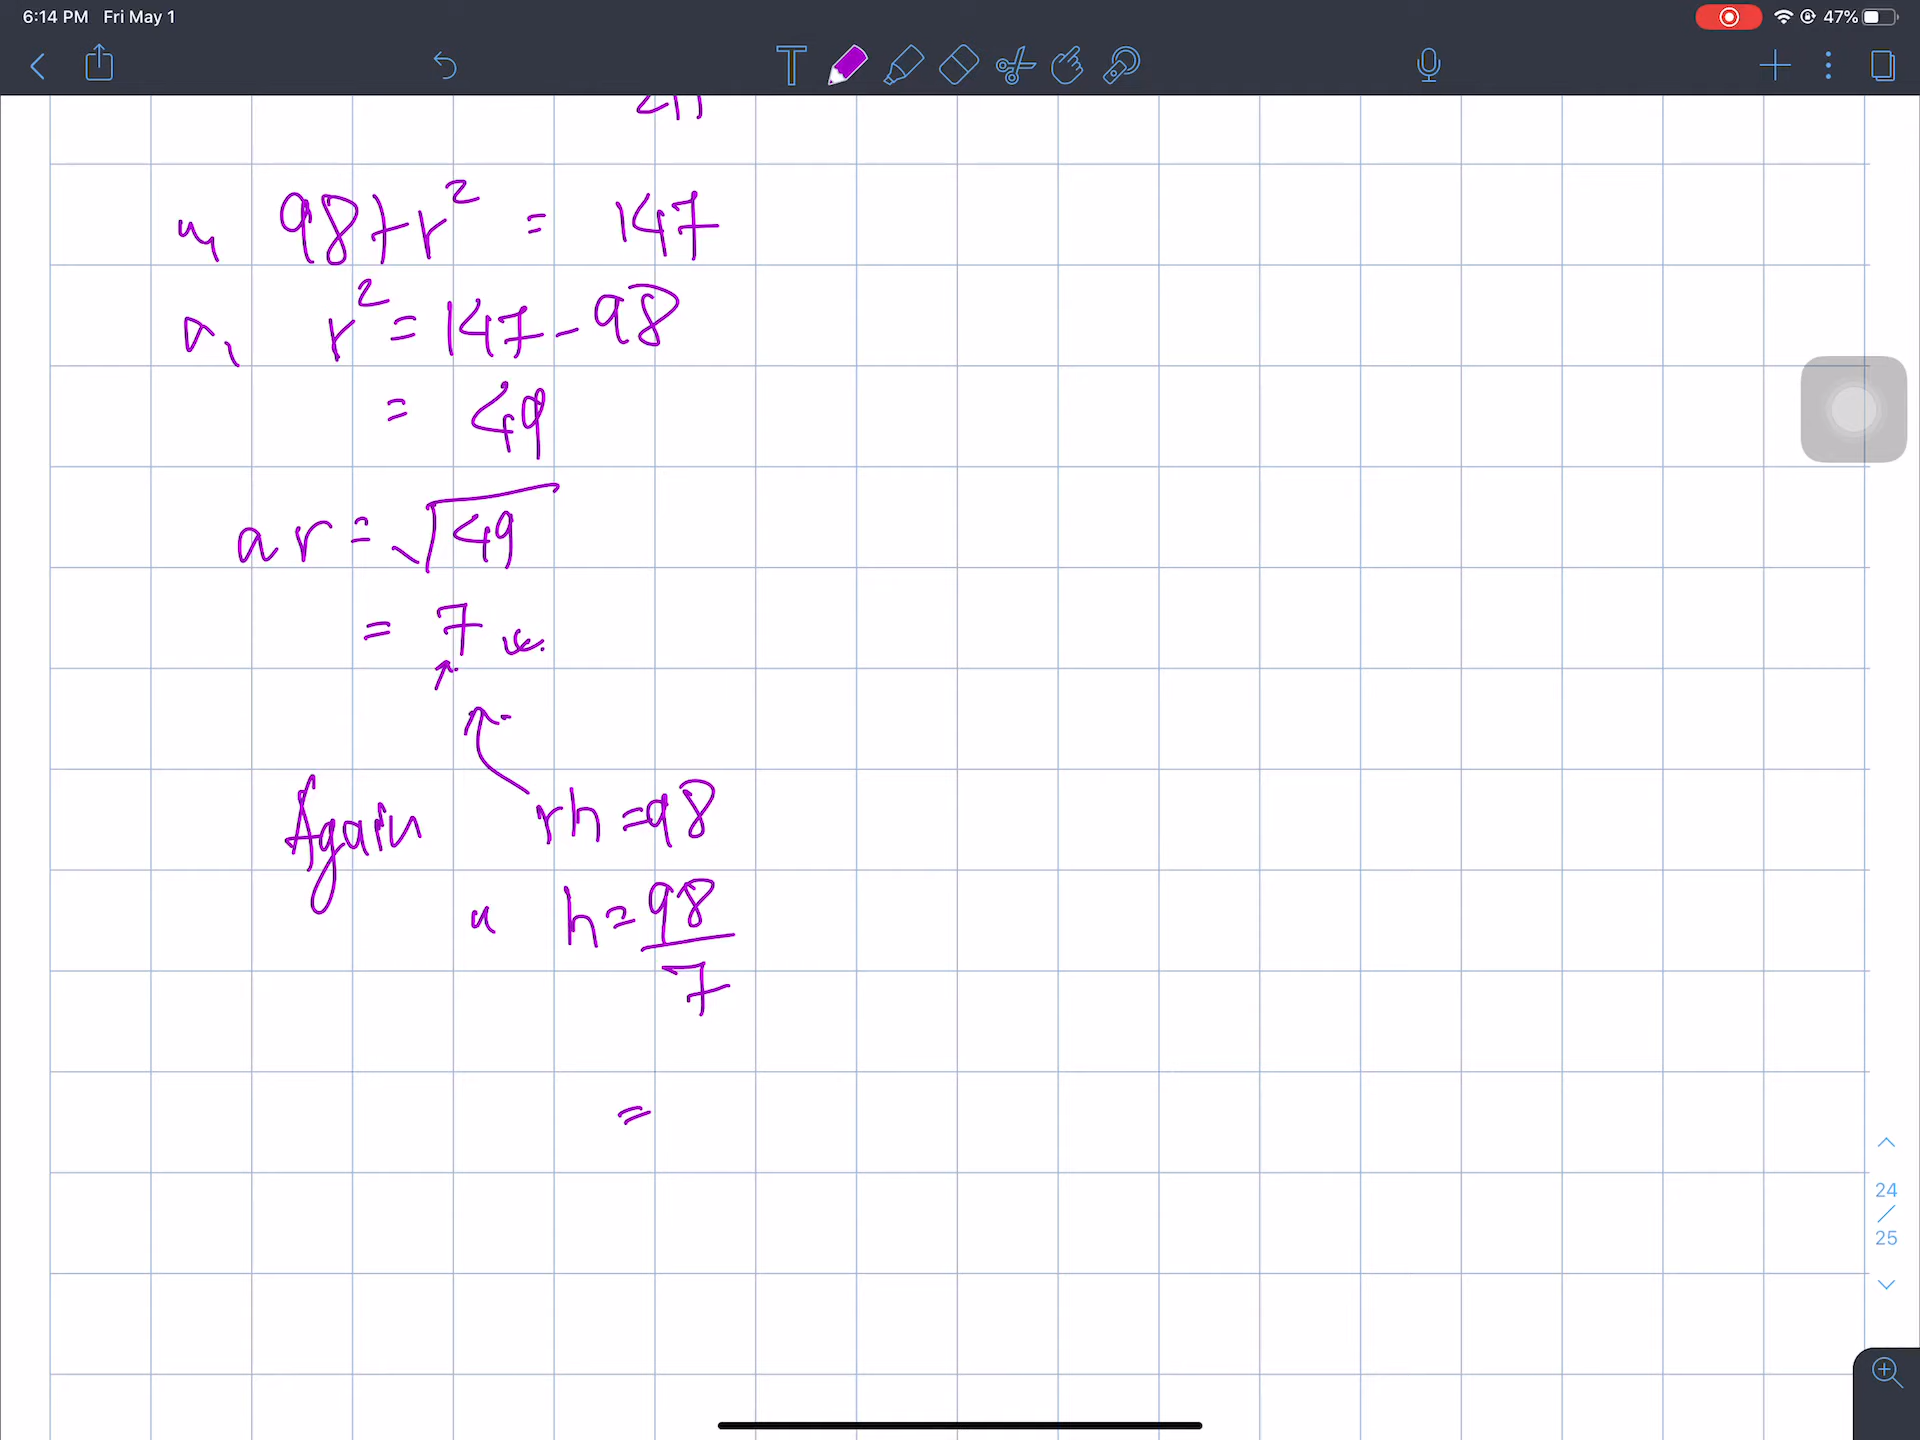 6:14 PM Fri May 1 47%
98+r² = 147
r² = 147 - 98
= 49
r = √49
= 7
Again rh = 98
h = 98/7
=
24
/
25